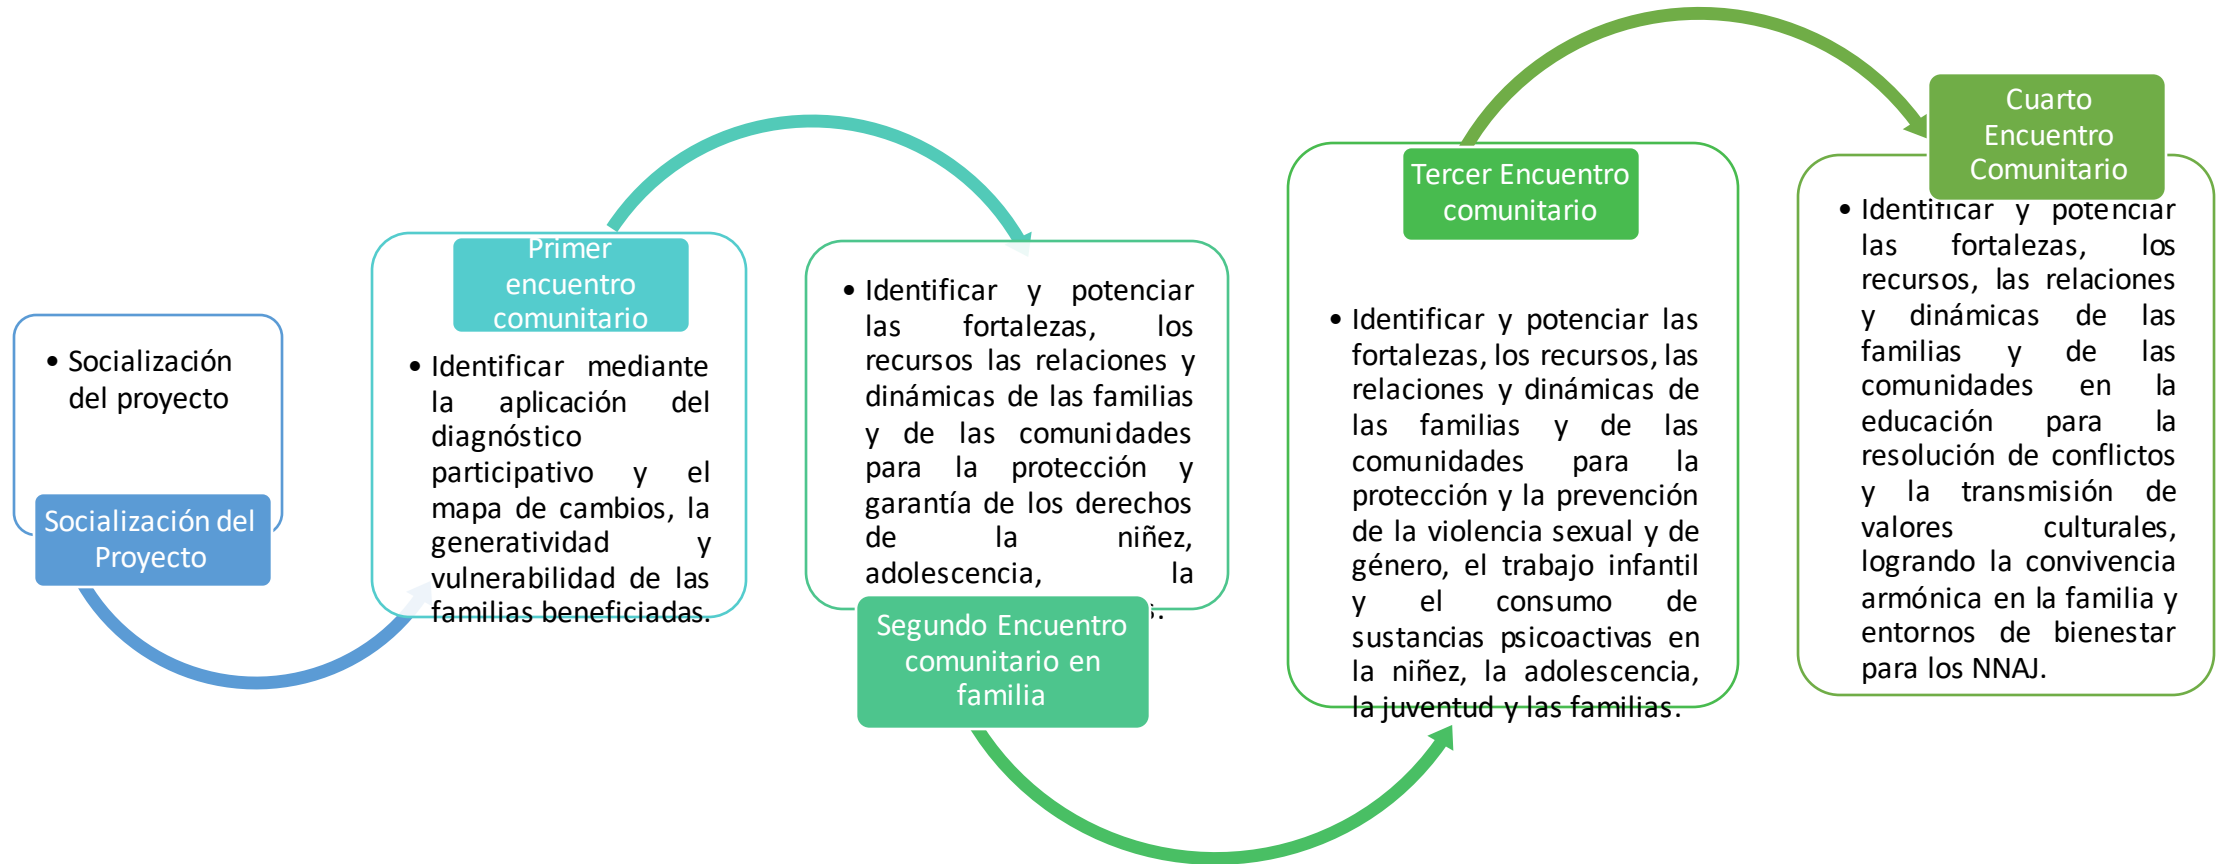 • Socialización
del proyecto
Socialización del
Proyecto
Primer
encuentro
comunitario
• Identificar mediante
la aplicación del
diagnóstico
participativo y el
mapa de cambios, la
generatividad y
vulnerabilidad de las
familias beneficiadas.
• Identificar y potenciar
las fortalezas, los
recursos las relaciones y
dinámicas de las familias
y de las comunidades
para la protección y
garantía de los derechos
de la niñez,
adolescencia, la
Segundo Encuentro
comunitario en
familia
Tercer Encuentro
comunitario
• Identificar y potenciar las
fortalezas, los recursos, las
relaciones y dinámicas de
las familias y de las
comunidades para la
protección y la prevención
de la violencia sexual y de
género, el trabajo infantil
y el consumo de
sustancias psicoactivas en
la niñez, la adolescencia,
la juventud y las familias.
Cuarto
Encuentro
Comunitario
• Identificar y potenciar
las fortalezas, los
recursos, las relaciones
y dinámicas de las
familias y de las
comunidades en la
educación para la
resolución de conflictos
y la transmisión de
valores culturales,
logrando la convivencia
armónica en la familia y
entornos de bienestar
para los NNAJ.